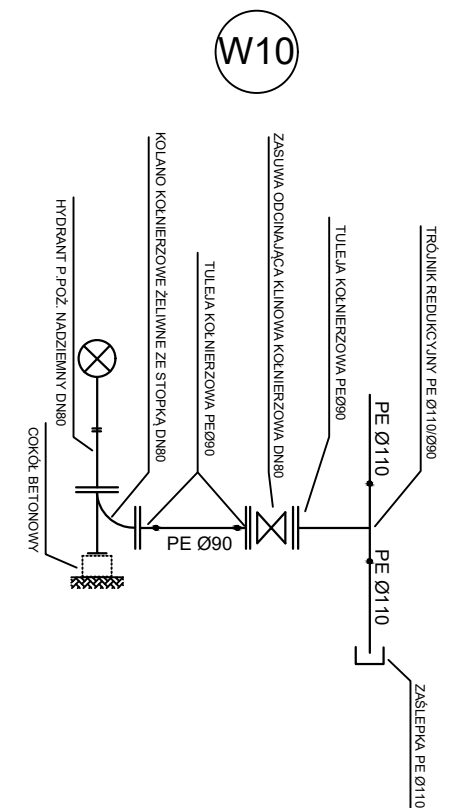 W10
TRÓJNIK REDUKCYJNY PE Ø110/Ø90
TULEJA KOŁNIERZOWA PEØ90
ZASUWA ODCINAJĄCA KLINOWA KOŁNIERZOWA DN80
TULEJA KOŁNIERZOWA PEØ90
KOLANO KOŁNIERZOWE ŻELIWNE ZE STOPKĄ DN80
HYDRANT P.POŻ. NADZIEMNY DN80
COKÓŁ BETONOWY
PE Ø90
PE Ø110
PE Ø110
ZAŚLEPKA PE Ø110